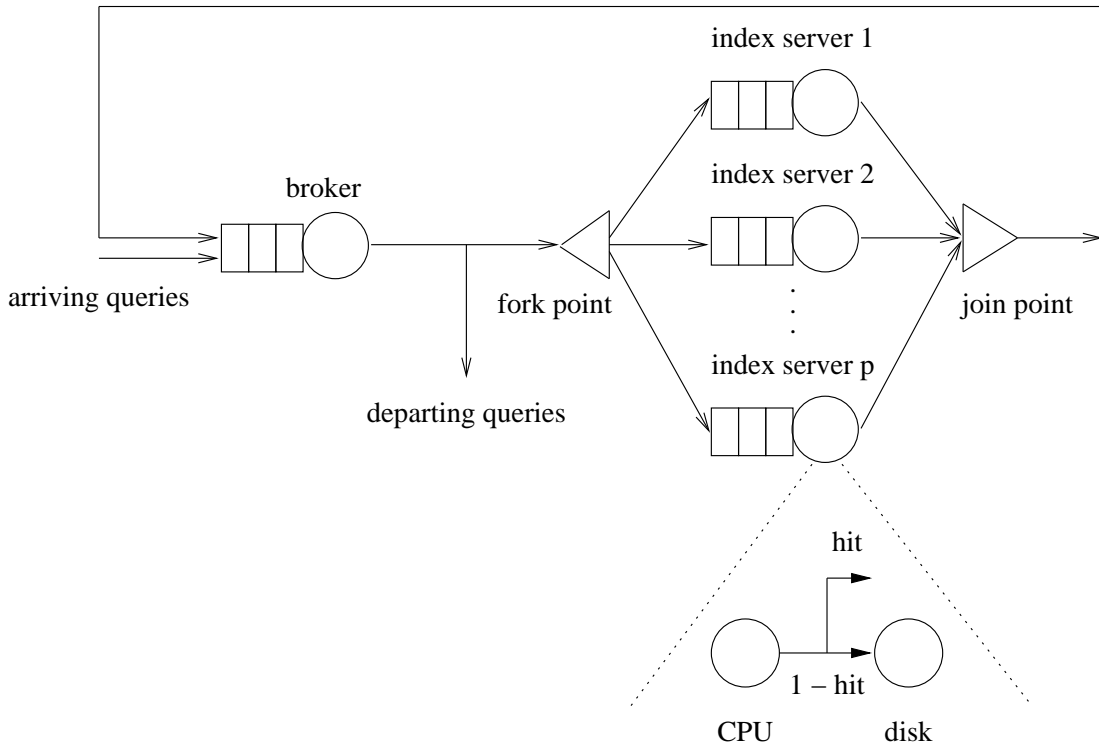 index server 1
index server 2
broker
arriving queries
fork point
join point
index server p
departing queries
hit
1 – hit
CPU
disk